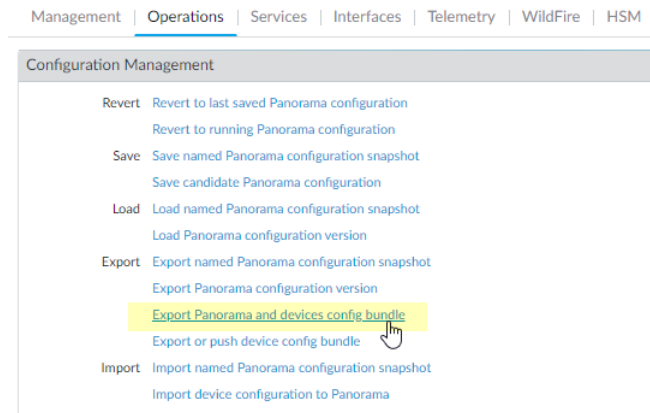 Management | Operations | Services | Interfaces | Telemetry | WildFire | HSM
Configuration Management
Revert Revert to last saved Panorama configuration
Revert to running Panorama configuration
Save Save named Panorama configuration snapshot
Save candidate Panorama configuration
Load Load named Panorama configuration snapshot
Load Panorama configuration version
Export Export named Panorama configuration snapshot
Export Panorama configuration version
Export Panorama and devices config bundle
Export or push device config bundle
Import Import named Panorama configuration snapshot
Import device configuration to Panorama